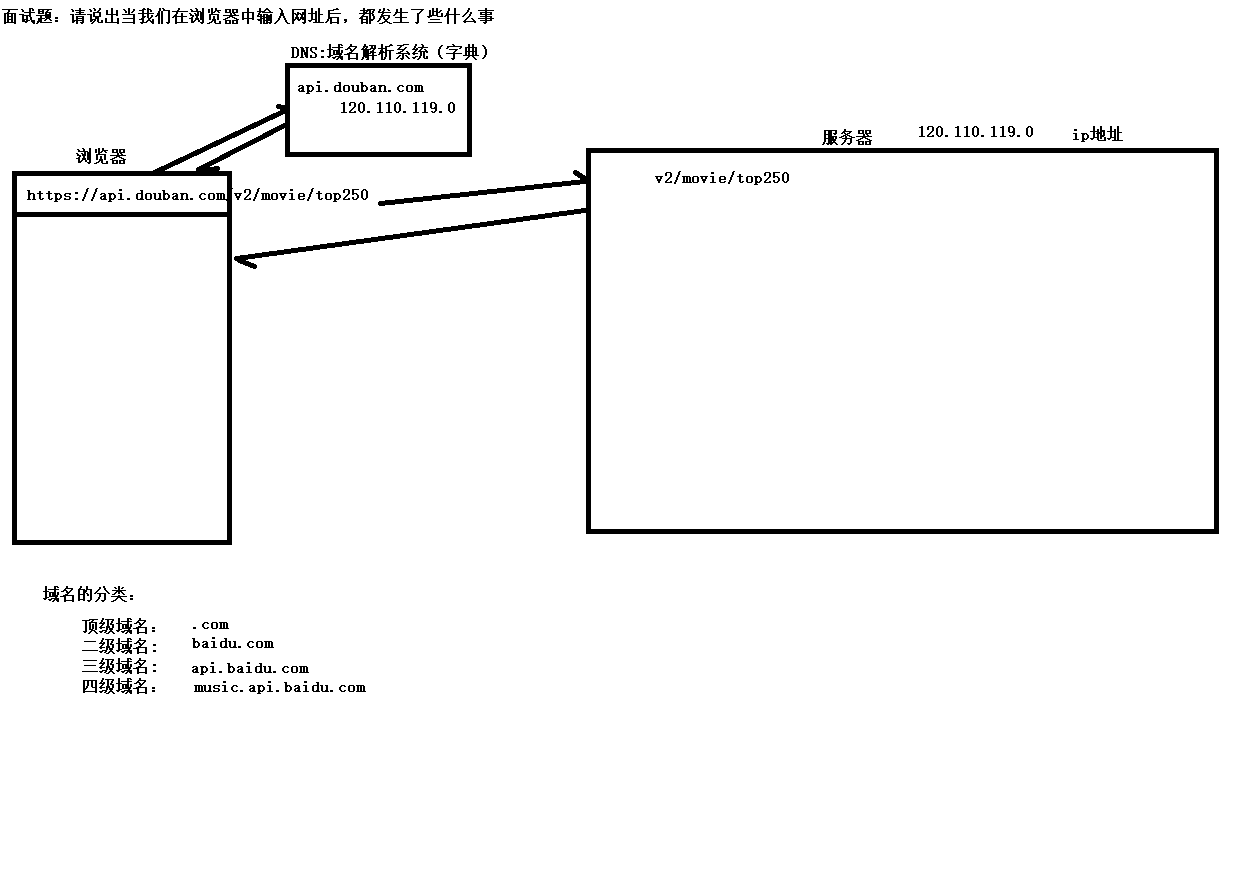 面试题：请说出当我们在浏览器中输入网址后，都发生了些什么事
DNS:域名解析系统（字典）
api.douban.com
120.110.119.0
浏览器
https://api.douban.com/v2/movie/top250
服务器 120.110.119.0 ip地址
v2/movie/top250
域名的分类：
顶级域名： .com
二级域名： baidu.com
三级域名： api.baidu.com
四级域名： music.api.baidu.com